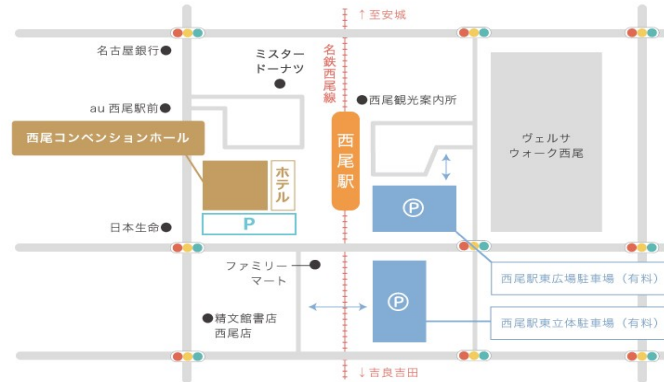 ↑至安城
名古屋銀行
ミスター
ドーナツ
名鉄西尾線
西尾観光案内所
au 西尾駅前
西尾コンベンションホール
西尾駅
ヴェルサ
ウォーク西尾
ホテル
P
P
日本生命
ファミリー
マート
西尾駅東広場駐車場(有料)
P
精文館書店
西尾店
西尾駅東立体駐車場(有料)
↓吉良吉田